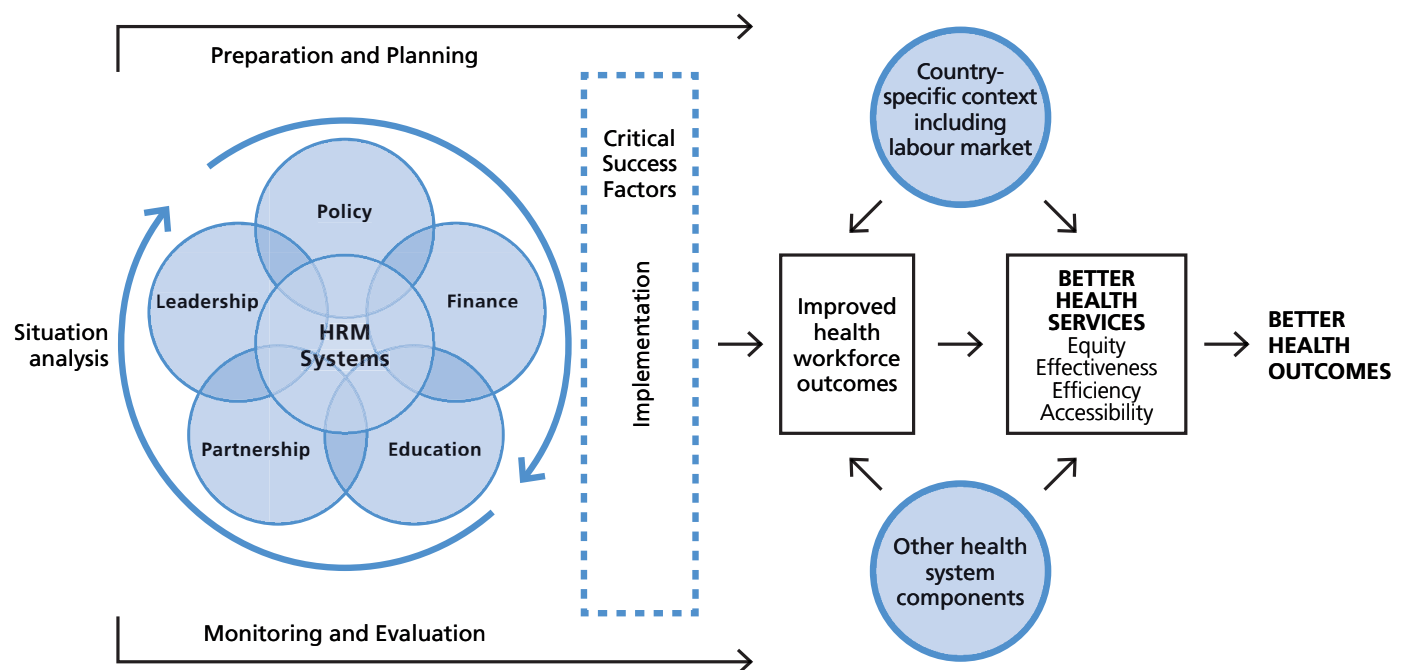 Preparation and Planning
Situation
analysis
Policy
Leadership
Finance
HRM
Systems
Partnership
Education
Monitoring and Evaluation
Critical
Success
Factors
Implementation
Improved
health
workforce
outcomes
Country-
specific context
including
labour market
BETTER
HEALTH
SERVICES
Equity
Effectiveness
Efficiency
Accessibility
Other health
system
components
BETTER
HEALTH
OUTCOMES